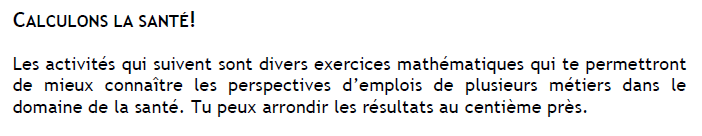 CALCULONS LA SANTÉ!
Les activités qui suivent sont divers exercices mathématiques qui te permettront
de mieux connaître les perspectives d'emplois de plusieurs métiers dans le
domaine de la santé. Tu peux arrondir les résultats au centième près.